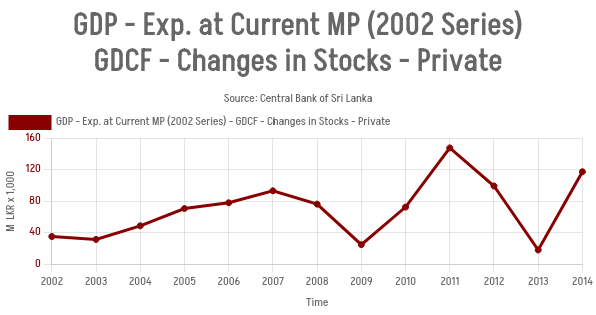 GDP - Exp. at Current MP (2002 Series)
GDCF - Changes in Stocks - Private
Source: Central Bank of Sri Lanka
GDP - Exp. at Current MP (2002 Series) - GDCF - Changes in Stocks - Private
160
120
80
40
0
M LKR x 1,000
2002 2003 2004 2005 2006 2007 2008 2009 2010 2011 2012 2013 2014
Time